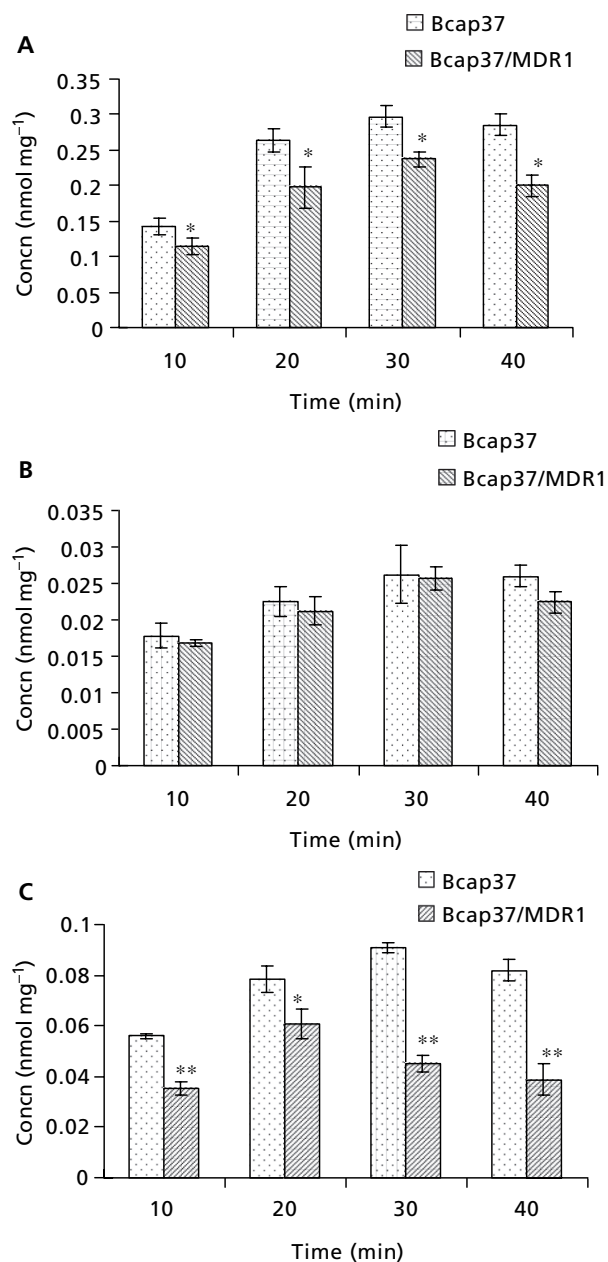 A
Bcap37
Bcap37/MDR1
Concn (nmol mg⁻¹)
0.35
0.3
0.25
0.2
0.15
0.1
0.05
0
*
*
*
*
10 20 30 40
Time (min)
B
Bcap37
Bcap37/MDR1
Concn (nmol mg⁻¹)
0.035
0.03
0.025
0.02
0.015
0.01
0.005
0
10 20 30 40
Time (min)
C
Bcap37
Bcap37/MDR1
Concn (nmol mg⁻¹)
0.1
0.08
0.06
0.04
0.02
0
**
*
**
**
10 20 30 40
Time (min)